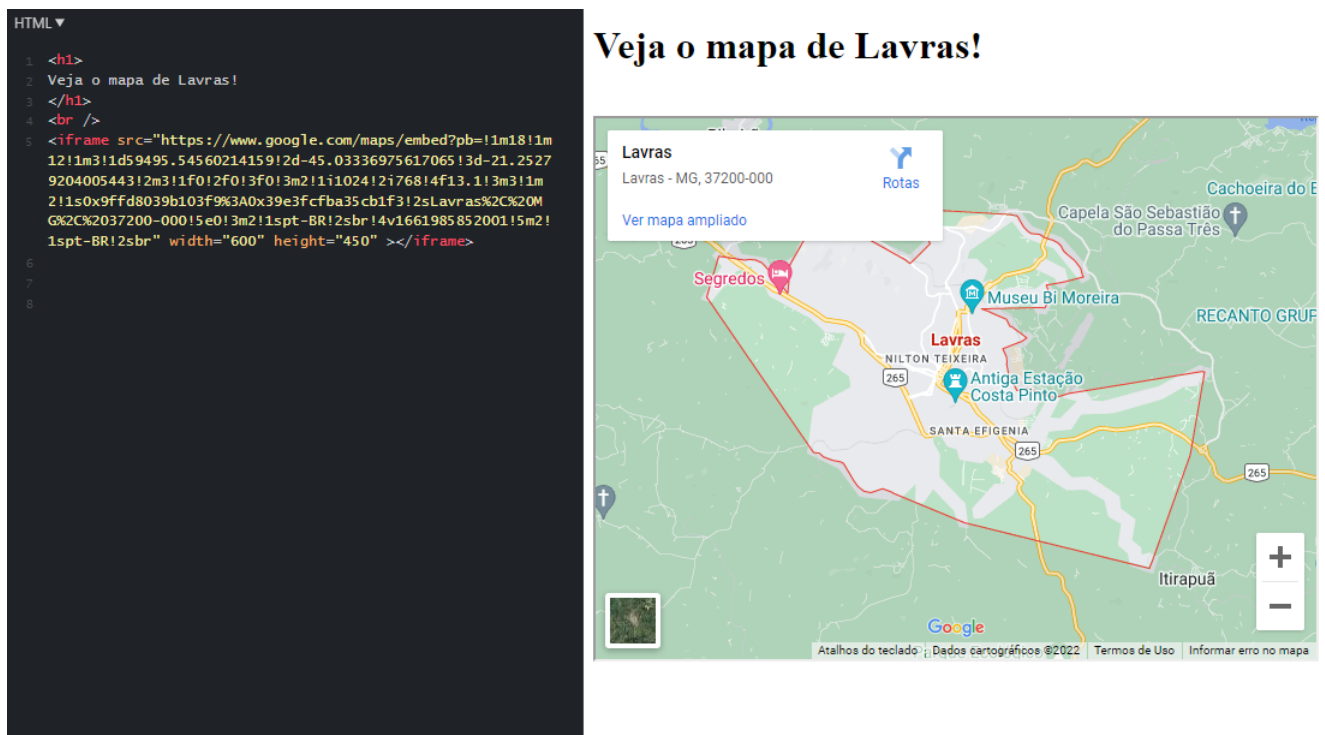 HTML▼
1 <h1>
2 Veja o mapa de Lavras!
3 </h1>
4 <br />
5 <iframe src="https://www.google.com/maps/embed?pb=!1m18!1m
12!1m3!1d59495.54560214159!2d-45.03336975617065!3d-21.2527
9204005443!2m3!1f0!2f0!3f0!3m2!1i1024!2i768!4f13.1!3m3!1m
2!1s0x9ffd8039b103f9%3A0x39e3fcfba35cb1f3!2sLavras%2C%20M
G%2C%2037200-000!5e0!3m2!1spt-BR!2sbr!4v1661985852001!5m2!
1spt-BR!2sbr" width="600" height="450" ></iframe>
6
7
8
Veja o mapa de Lavras!
Lavras
Lavras - MG, 37200-000
Rotas
Ver mapa ampliado
265
Cachoeira do E
Capela São Sebastião
do Passa Três
Segredos
Museu Bi Moreira
RECANTO GRUP
Lavras
NILTON TEIXEIRA
265
Antiga Estação
Costa Pinto
SANTA EFIGENIA
265
265
Itirapuã
+
−
Google
Atalhos do teclado
Dados cartográficos ©2022
Termos de Uso
Informar erro no mapa